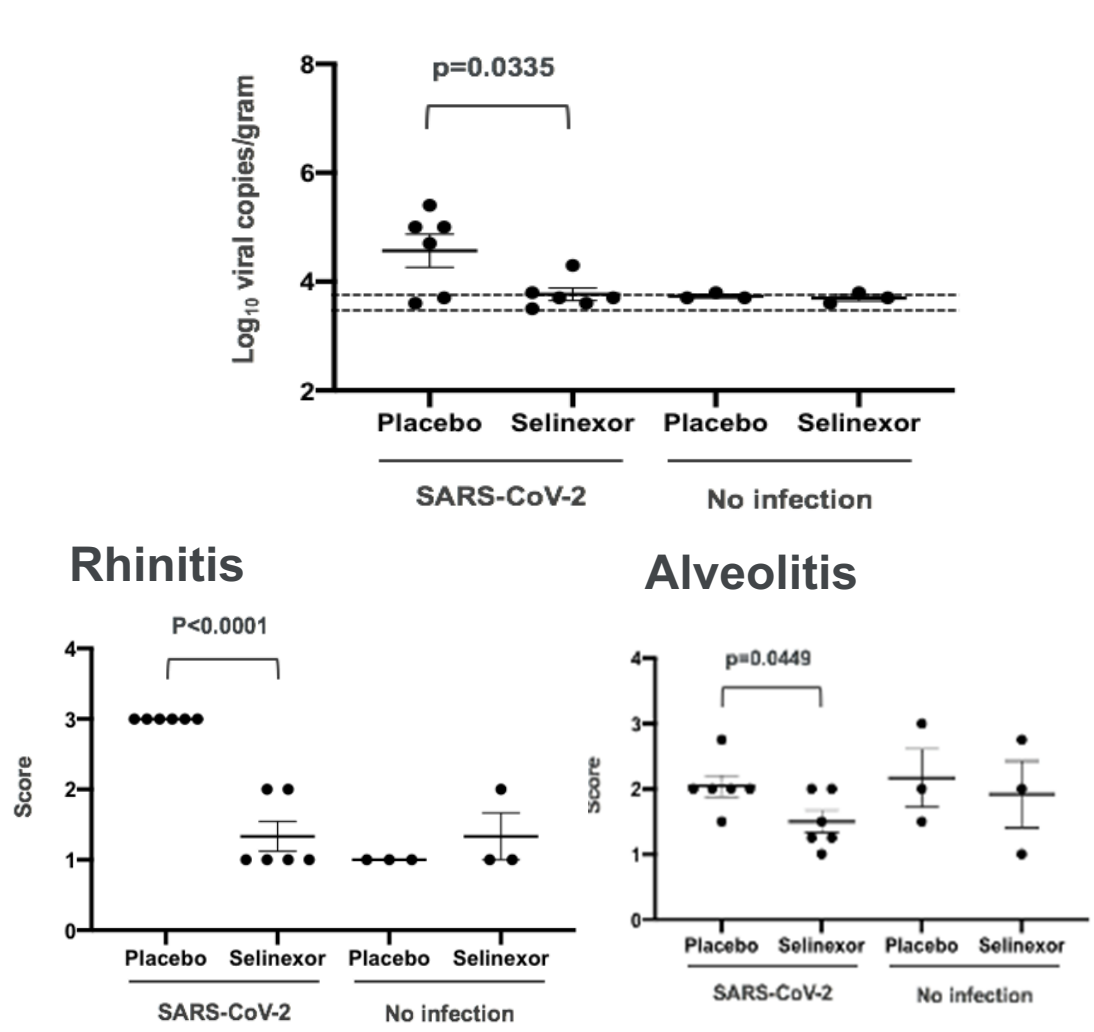 p=0.0335
8
6
4
2
Log₁₀ viral copies/gram
Placebo Selinexor Placebo Selinexor
SARS-CoV-2 No infection
Rhinitis
P<0.0001
4
3
2
1
0
Score
Placebo Selinexor Placebo Selinexor
SARS-CoV-2 No infection
Alveolitis
p=0.0449
4
3
2
1
0
Score
Placebo Selinexor Placebo Selinexor
SARS-CoV-2 No infection